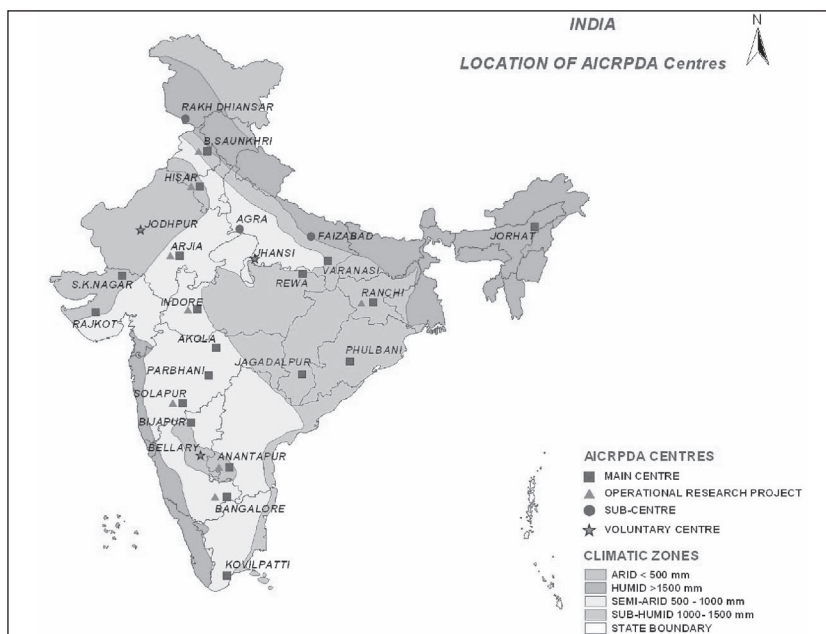 INDIA
N
LOCATION OF AICRPDA Centres
RAKH DHIANSAR
B.SAUNKHRI
HISAR
JODHPUR
AGRA
FAIZABAD
JORHAT
ARJIA
JHANSI
VARANASI
S.K.NAGAR
REWA
RANCHI
INDORE
RAJKOT
AKOLA
PHULBANI
JAGADALPUR
PARBHANI
SOLAPUR
BIJAPUR
BELLARY
ANANTAPUR
BANGALORE
KOVILPATTI
AICRPDA CENTRES
MAIN CENTRE
OPERATIONAL RESEARCH PROJECT
SUB-CENTRE
VOLUNTARY CENTRE
CLIMATIC ZONES
ARID < 500 mm
HUMID >1500 mm
SEMI-ARID 500 - 1000 mm
SUB-HUMID 1000- 1500 mm
STATE BOUNDARY